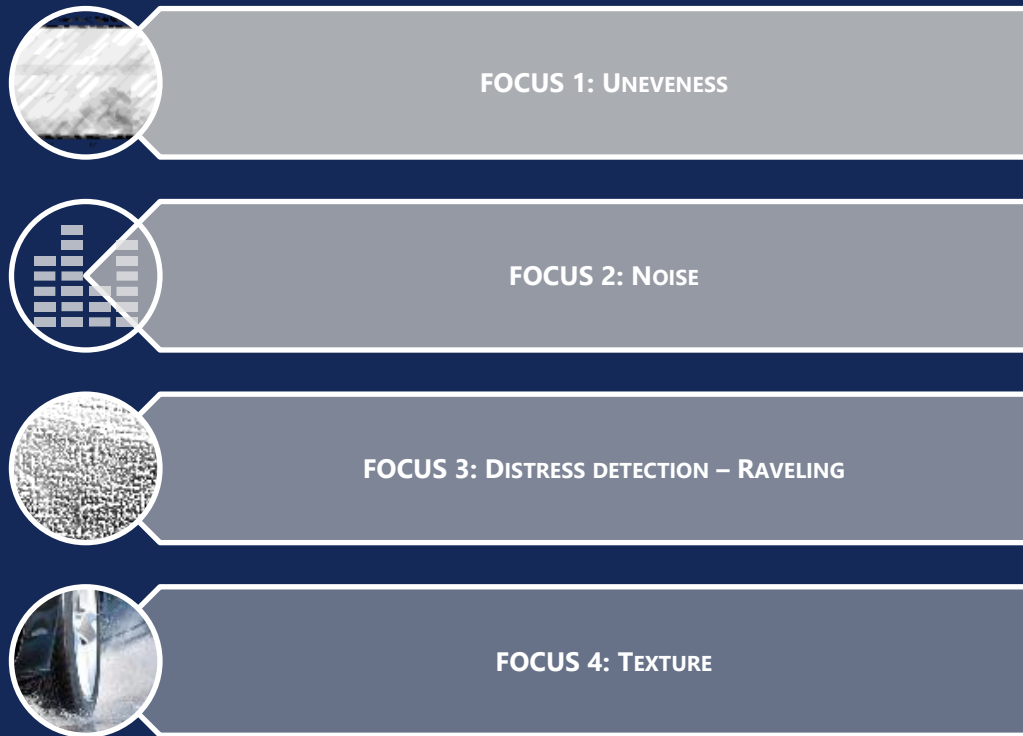 FOCUS 1: UNEVENESS
FOCUS 2: NOISE
FOCUS 3: DISTRESS DETECTION – RAVELING
FOCUS 4: TEXTURE